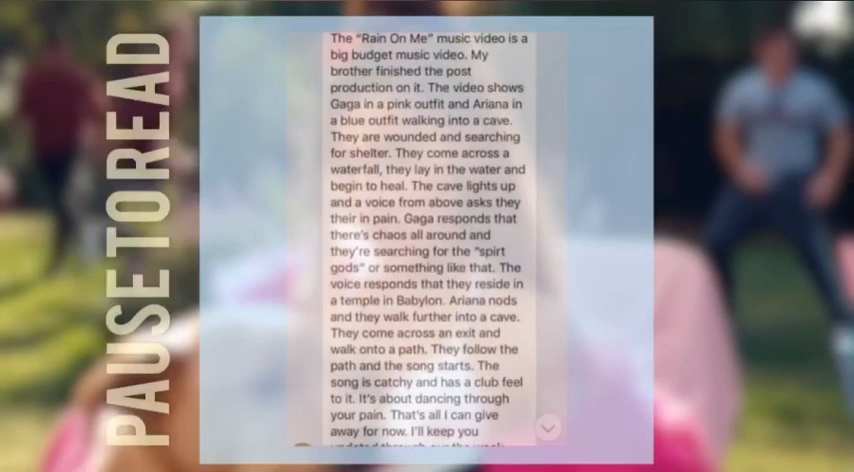 PAUSE TO READ
The "Rain On Me" music video is a
big budget music video. My
brother finished the post
production on it. The video shows
Gaga in a pink outfit and Ariana in
a blue outfit walking into a cave.
They are wounded and searching
for shelter. They come across a
waterfall, they lay in the water and
begin to heal. The cave lights up
and a voice from above asks they
their in pain. Gaga responds that
there's chaos all around and
they're searching for the "spirt
gods" or something like that. The
voice responds that they reside in
a temple in Babylon. Ariana nods
and they walk further into a cave.
They come across an exit and
walk onto a path. They follow the
path and the song starts. The
song is catchy and has a club feel
to it. It's about dancing through
your pain. That's all I can give
away for now. I'll keep you